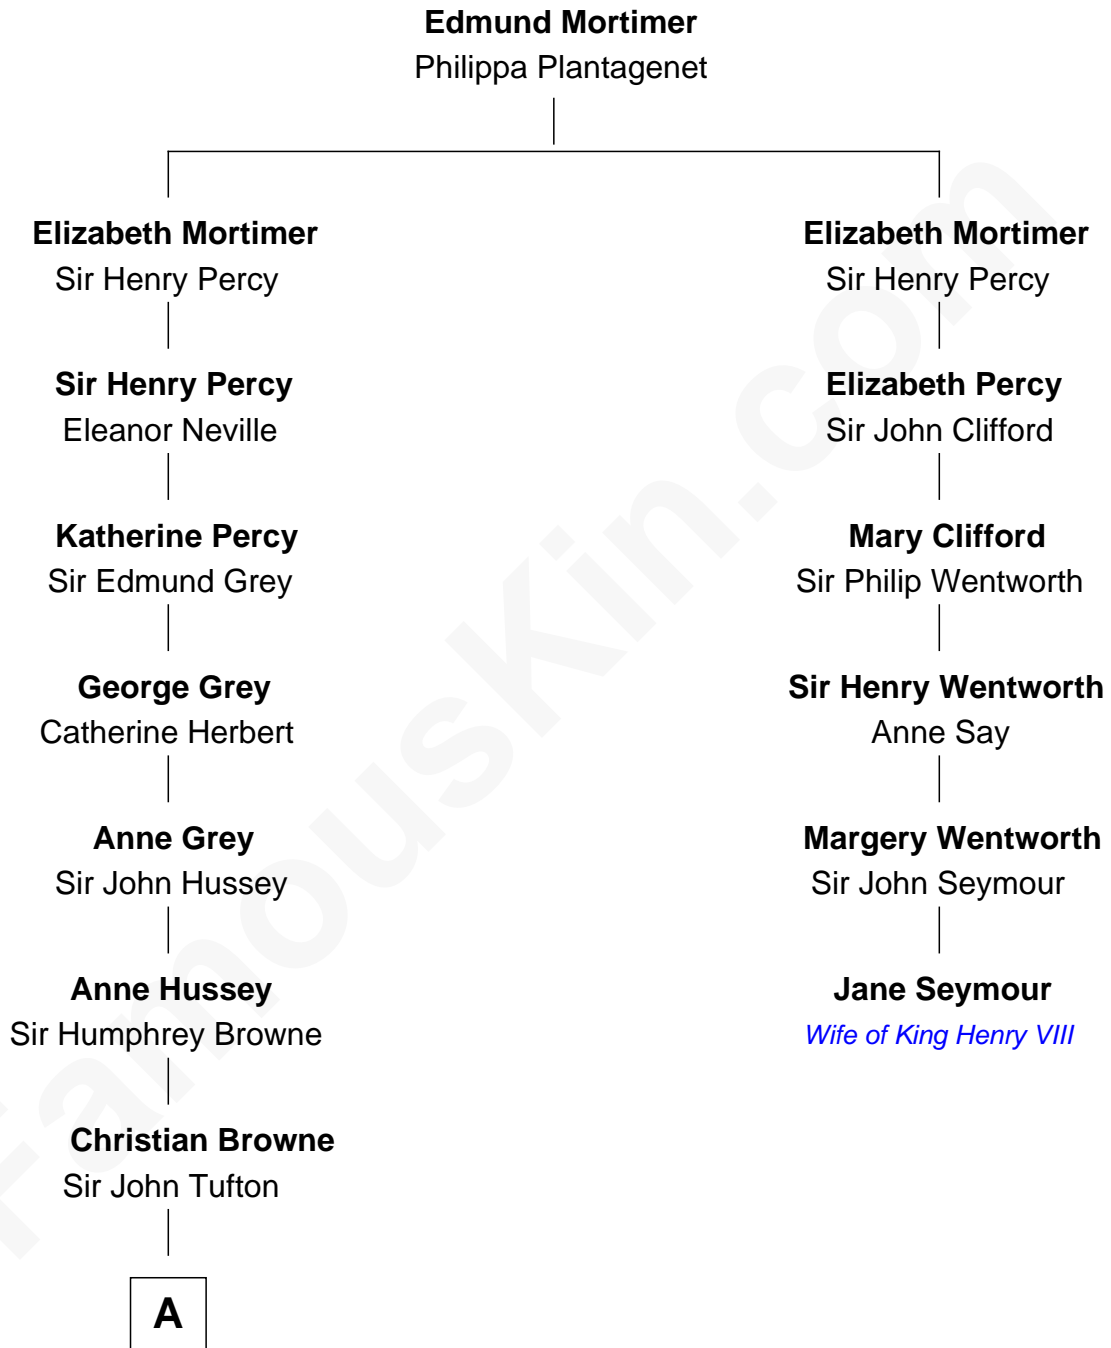 Edmund Mortimer
Philippa Plantagenet
Elizabeth Mortimer
Sir Henry Percy
Sir Henry Percy
Eleanor Neville
Katherine Percy
Sir Edmund Grey
George Grey
Catherine Herbert
Anne Grey
Sir John Hussey
Anne Hussey
Sir Humphrey Browne
Christian Browne
Sir John Tufton
A
Elizabeth Mortimer
Sir Henry Percy
Elizabeth Percy
Sir John Clifford
Mary Clifford
Sir Philip Wentworth
Sir Henry Wentworth
Anne Say
Margery Wentworth
Sir John Seymour
Jane Seymour
Wife of King Henry VIII
FamousKin.com